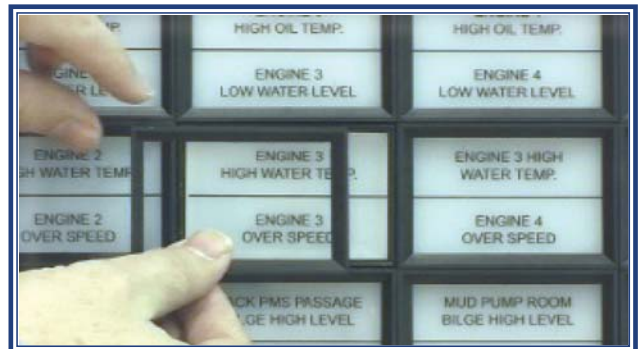 HIGH OIL TEMP.
HIGH OIL TEMP.
ENGINE 3
LOW WATER LEVEL
ENGINE 4
LOW WATER LEVEL
ENGINE 2
WATER TEMP
ENGINE 3
HIGH WATER TE P.
ENGINE 3 HIGH
WATER TEMP.
ENGINE 2
OVER SPEED
ENGINE 3
OVER SPEED
ENGINE 4
OVER SPEED
PMS PASSAGE
HIGH LEVEL
MUD PUMP ROOM
BILGE HIGH LEVEL